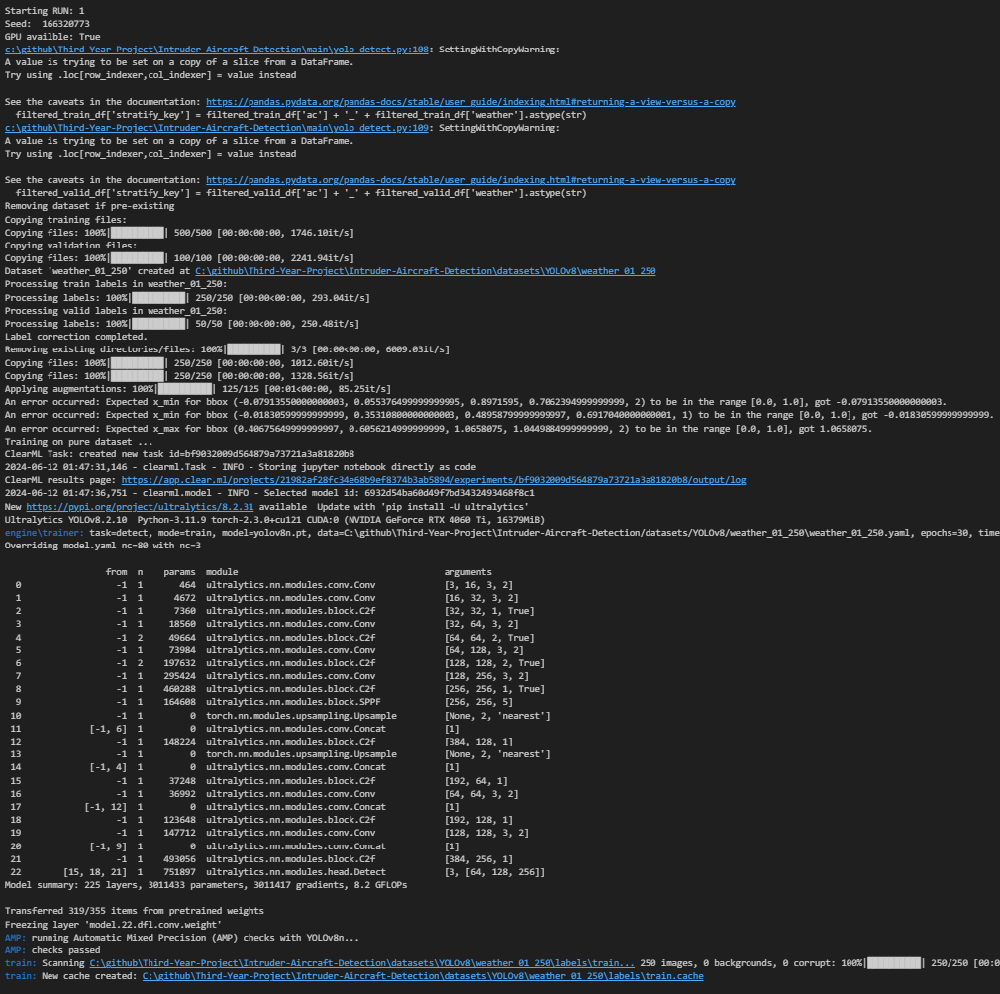 Starting RUN: 1
Seed:  166320773
GPU availble: True
c:\github\Third-Year-Project\Intruder-Aircraft-Detection\main\yolo_detect.py:108: SettingWithCopyWarning:
A value is trying to be set on a copy of a slice from a DataFrame.
Try using .loc[row_indexer,col_indexer] = value instead

See the caveats in the documentation: https://pandas.pydata.org/pandas-docs/stable/user_guide/indexing.html#returning-a-view-versus-a-copy
  filtered_train_df['stratify_key'] = filtered_train_df['ac'] + '_' + filtered_train_df['weather'].astype(str)
c:\github\Third-Year-Project\Intruder-Aircraft-Detection\main\yolo_detect.py:109: SettingWithCopyWarning:
A value is trying to be set on a copy of a slice from a DataFrame.
Try using .loc[row_indexer,col_indexer] = value instead

See the caveats in the documentation: https://pandas.pydata.org/pandas-docs/stable/user_guide/indexing.html#returning-a-view-versus-a-copy
  filtered_valid_df['stratify_key'] = filtered_valid_df['ac'] + '_' + filtered_valid_df['weather'].astype(str)
Removing dataset if pre-existing
Copying training files:
Copying files: 100%|██████████| 500/500 [00:00<00:00, 1746.10it/s]
Copying validation files:
Copying files: 100%|██████████| 100/100 [00:00<00:00, 2241.94it/s]
Dataset 'weather_01_250' created at C:\github\Third-Year-Project\Intruder-Aircraft-Detection\datasets\YOLOv8\weather_01_250
Processing train labels in weather_01_250:
Processing labels: 100%|██████████| 250/250 [00:00<00:00, 293.04it/s]
Processing valid labels in weather_01_250:
Processing labels: 100%|██████████| 50/50 [00:00<00:00, 250.48it/s]
Label correction completed.
Removing existing directories/files: 100%|██████████| 3/3 [00:00<00:00, 6009.03it/s]
Copying files: 100%|██████████| 250/250 [00:00<00:00, 1012.60it/s]
Copying files: 100%|██████████| 250/250 [00:00<00:00, 1328.56it/s]
Applying augmentations: 100%|██████████| 125/125 [00:01<00:00, 85.25it/s]
An error occurred: Expected x_min for bbox (-0.07913550000000003, 0.055376499999999995, 0.8971595, 0.7062394999999999, 2) to be in the range [0.0, 1.0], got -0.07913550000000003.
An error occurred: Expected x_min for bbox (-0.01830599999999999, 0.35310800000000003, 0.48958799999999997, 0.6917040000000001, 1) to be in the range [0.0, 1.0], got -0.01830599999999999.
An error occurred: Expected x_max for bbox (0.40675649999999997, 0.6056214999999999, 1.0658075, 1.0449884999999999, 2) to be in the range [0.0, 1.0], got 1.0658075.
Training on pure dataset ...
ClearML Task: created new task id=bf9032009d564879a73721a3a81820b8
2024-06-12 01:47:31,146 - clearml.Task - INFO - Storing jupyter notebook directly as code
ClearML results page: https://app.clear.ml/projects/21982af28fc34e68b9ef8374b3ab5894/experiments/bf9032009d564879a73721a3a81820b8/output/log
2024-06-12 01:47:36,751 - clearml.model - INFO - Selected model id: 6932d54ba60d49f7bd3432493468f8c1
New https://pypi.org/project/ultralytics/8.2.31 available  Update with 'pip install -U ultralytics'
Ultralytics YOLOv8.2.10  Python-3.11.9 torch-2.3.0+cu121 CUDA:0 (NVIDIA GeForce RTX 4060 Ti, 16379MiB)
engine\trainer: task=detect, mode=train, model=yolov8n.pt, data=C:\github\Third-Year-Project\Intruder-Aircraft-Detection/datasets/YOLOv8/weather_01_250\weather_01_250.yaml, epochs=30, time
Overriding model.yaml nc=80 with nc=3

                   from  n    params  module                                       arguments
  0                  -1  1       464  ultralytics.nn.modules.conv.Conv             [3, 16, 3, 2]
  1                  -1  1      4672  ultralytics.nn.modules.conv.Conv             [16, 32, 3, 2]
  2                  -1  1      7360  ultralytics.nn.modules.block.C2f             [32, 32, 1, True]
  3                  -1  1     18560  ultralytics.nn.modules.conv.Conv             [32, 64, 3, 2]
  4                  -1  2     49664  ultralytics.nn.modules.block.C2f             [64, 64, 2, True]
  5                  -1  1     73984  ultralytics.nn.modules.conv.Conv             [64, 128, 3, 2]
  6                  -1  2    197632  ultralytics.nn.modules.block.C2f             [128, 128, 2, True]
  7                  -1  1    295424  ultralytics.nn.modules.conv.Conv             [128, 256, 3, 2]
  8                  -1  1    460288  ultralytics.nn.modules.block.C2f             [256, 256, 1, True]
  9                  -1  1    164608  ultralytics.nn.modules.block.SPPF            [256, 256, 5]
 10                  -1  1         0  torch.nn.modules.upsampling.Upsample         [None, 2, 'nearest']
 11             [-1, 6]  1         0  ultralytics.nn.modules.conv.Concat           [1]
 12                  -1  1    148224  ultralytics.nn.modules.block.C2f             [384, 128, 1]
 13                  -1  1         0  torch.nn.modules.upsampling.Upsample         [None, 2, 'nearest']
 14             [-1, 4]  1         0  ultralytics.nn.modules.conv.Concat           [1]
 15                  -1  1     37248  ultralytics.nn.modules.block.C2f             [192, 64, 1]
 16                  -1  1     36992  ultralytics.nn.modules.conv.Conv             [64, 64, 3, 2]
 17            [-1, 12]  1         0  ultralytics.nn.modules.conv.Concat           [1]
 18                  -1  1    123648  ultralytics.nn.modules.block.C2f             [192, 128, 1]
 19                  -1  1    147712  ultralytics.nn.modules.conv.Conv             [128, 128, 3, 2]
 20             [-1, 9]  1         0  ultralytics.nn.modules.conv.Concat           [1]
 21                  -1  1    493056  ultralytics.nn.modules.block.C2f             [384, 256, 1]
 22        [15, 18, 21]  1    751897  ultralytics.nn.modules.head.Detect           [3, [64, 128, 256]]
Model summary: 225 layers, 3011433 parameters, 3011417 gradients, 8.2 GFLOPs

Transferred 319/355 items from pretrained weights
Freezing layer 'model.22.dfl.conv.weight'
AMP: running Automatic Mixed Precision (AMP) checks with YOLOv8n...
AMP: checks passed
train: Scanning C:\github\Third-Year-Project\Intruder-Aircraft-Detection\datasets\YOLOv8\weather_01_250\labels\train... 250 images, 0 backgrounds, 0 corrupt: 100%|██████████| 250/250 [00:0
train: New cache created: C:\github\Third-Year-Project\Intruder-Aircraft-Detection\datasets\YOLOv8\weather_01_250\labels\train.cache